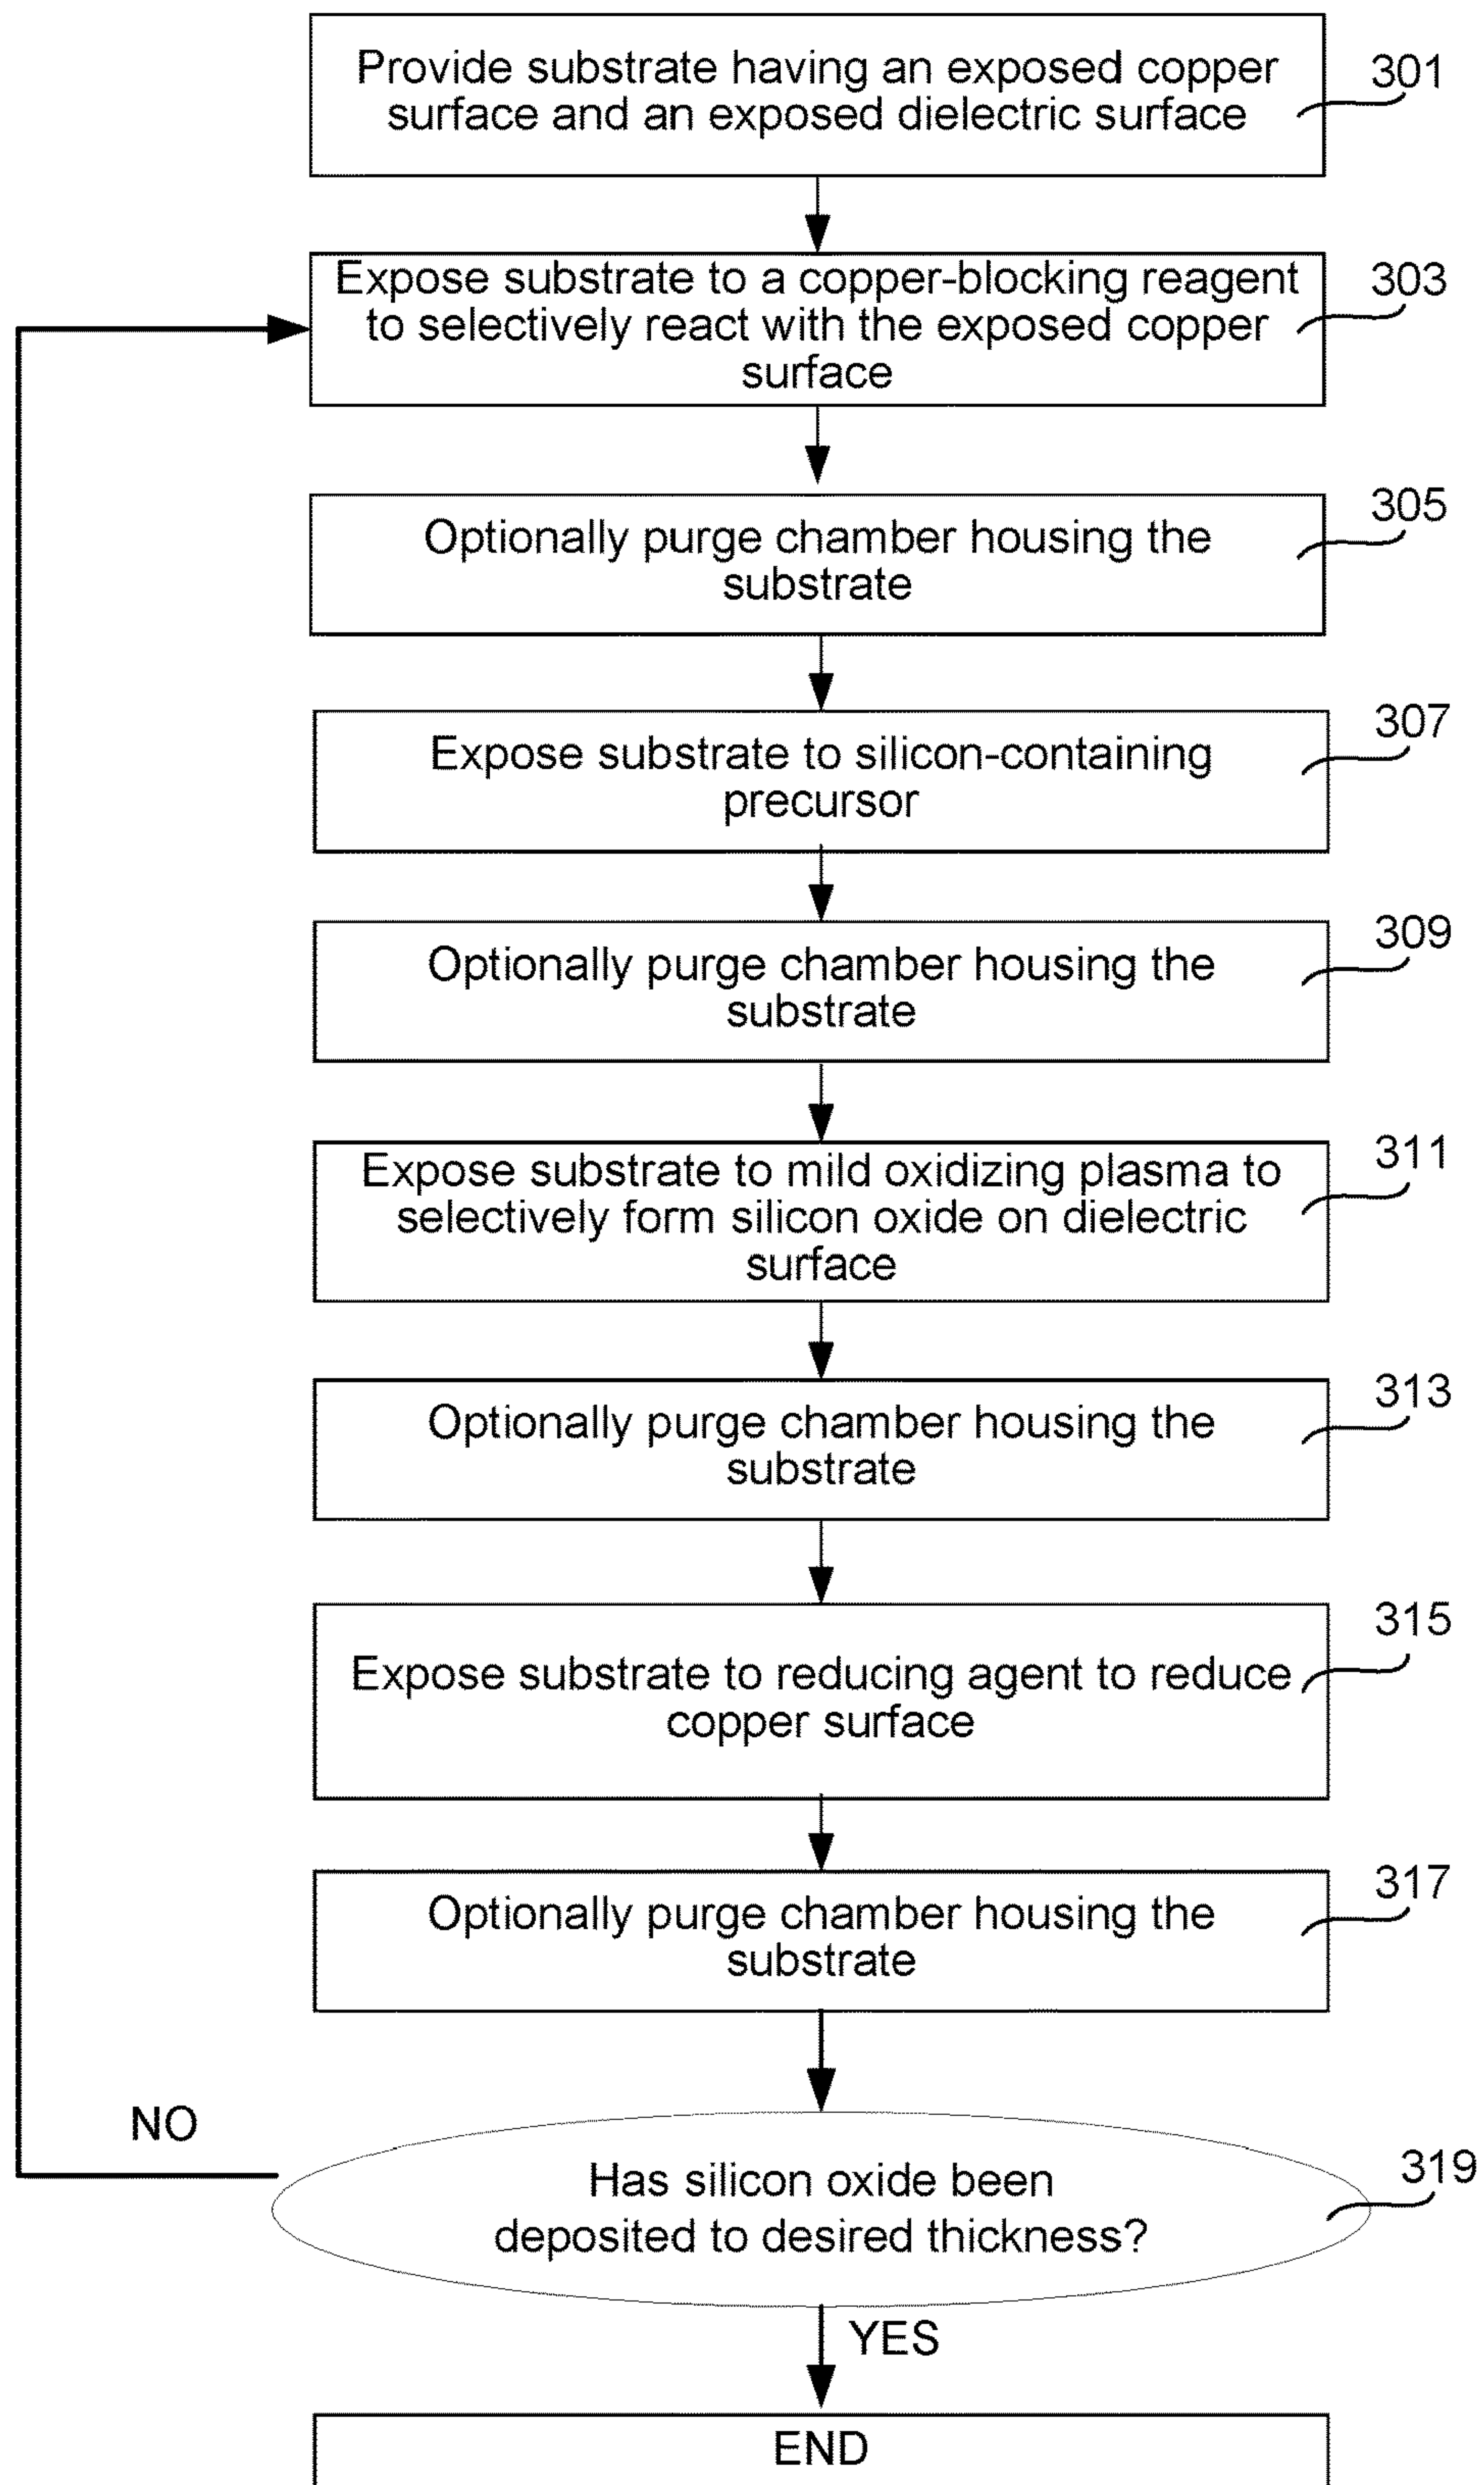 Provide substrate having an exposed copper
surface and an exposed dielectric surface
301
Expose substrate to a copper-blocking reagent
to selectively react with the exposed copper
surface
303
Optionally purge chamber housing the
substrate
305
Expose substrate to silicon-containing
precursor
307
Optionally purge chamber housing the
substrate
309
Expose substrate to mild oxidizing plasma to
selectively form silicon oxide on dielectric
surface
311
Optionally purge chamber housing the
substrate
313
Expose substrate to reducing agent to reduce
copper surface
315
Optionally purge chamber housing the
substrate
317
NO
Has silicon oxide been
deposited to desired thickness?
319
YES
END